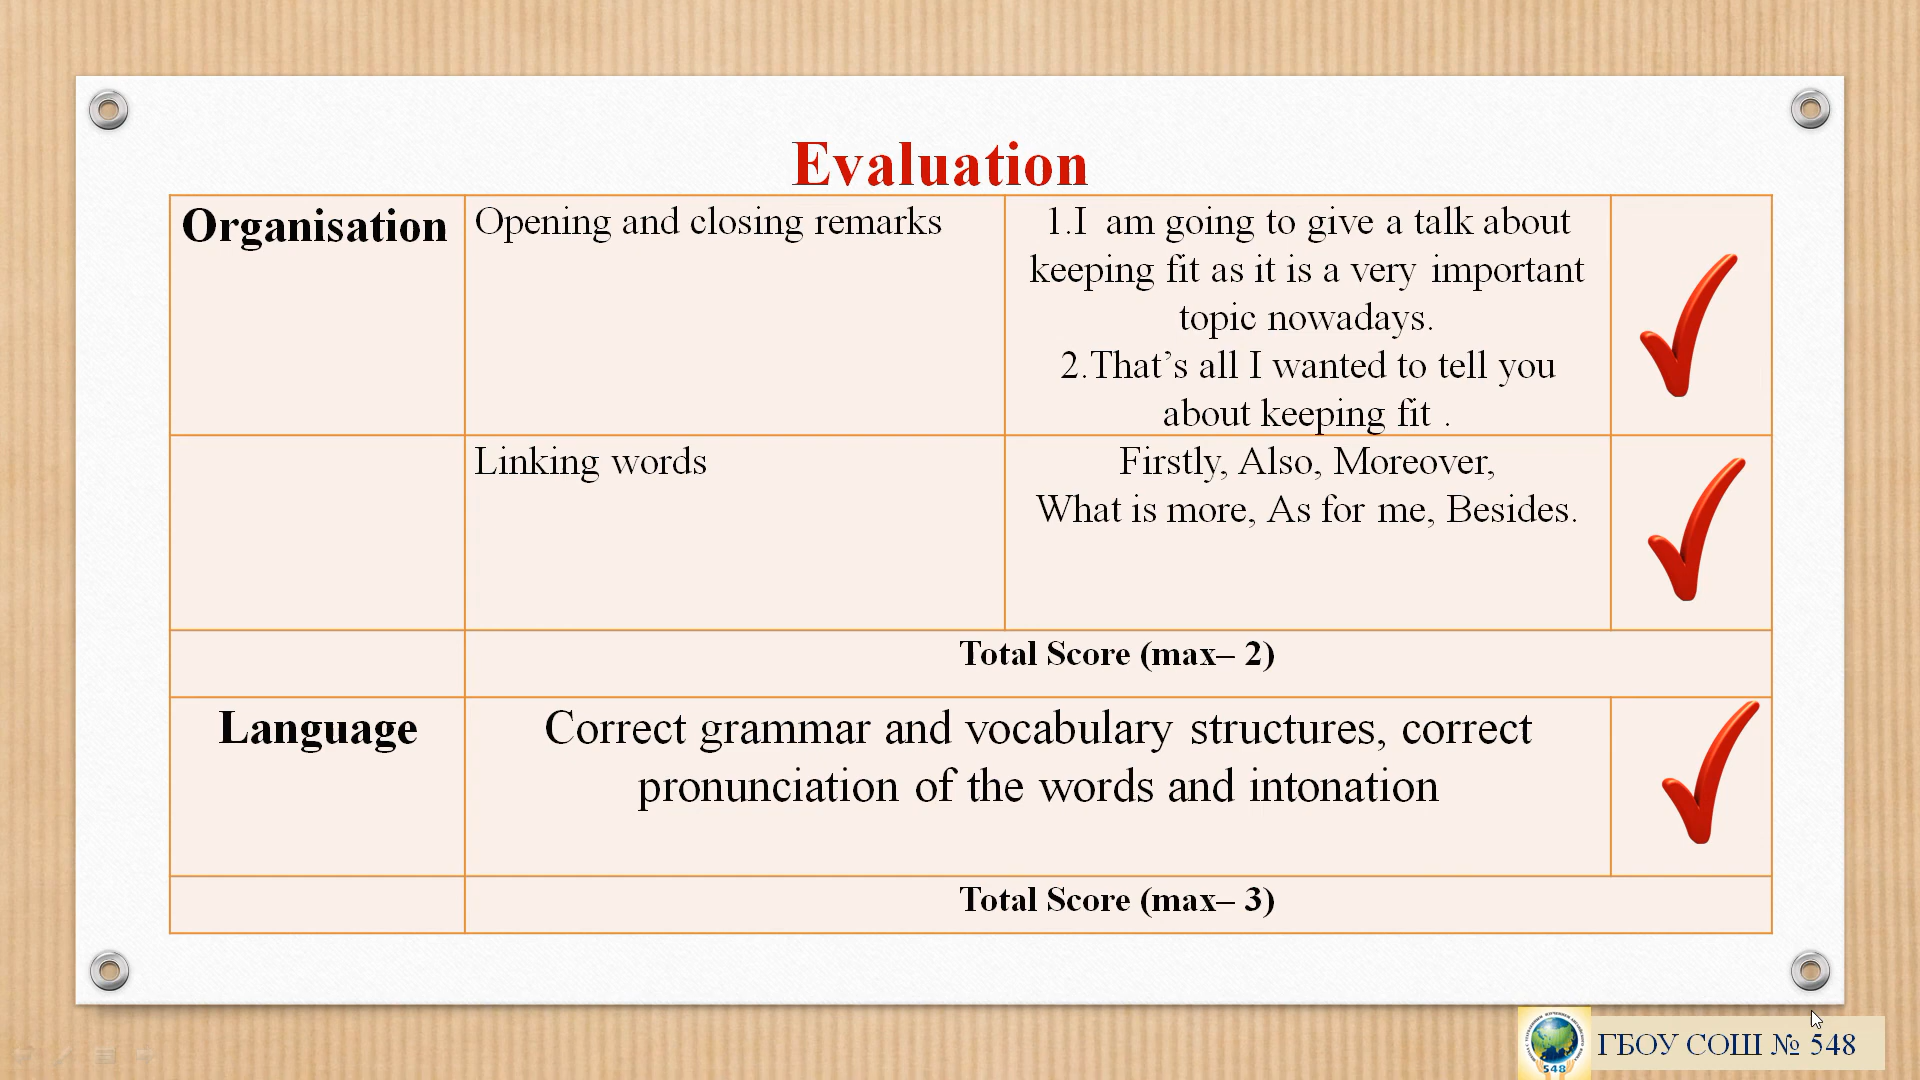 Evaluation
Organisation
Opening and closing remarks
1.I am going to give a talk about
keeping fit as it is a very important
topic nowadays.
2.That’s all I wanted to tell you
about keeping fit .
Linking words
Firstly, Also, Moreover,
What is more, As for me, Besides.
Total Score (max– 2)
Language
Correct grammar and vocabulary structures, correct
pronunciation of the words and intonation
Total Score (max– 3)
548
ГБОУ СОШ № 548